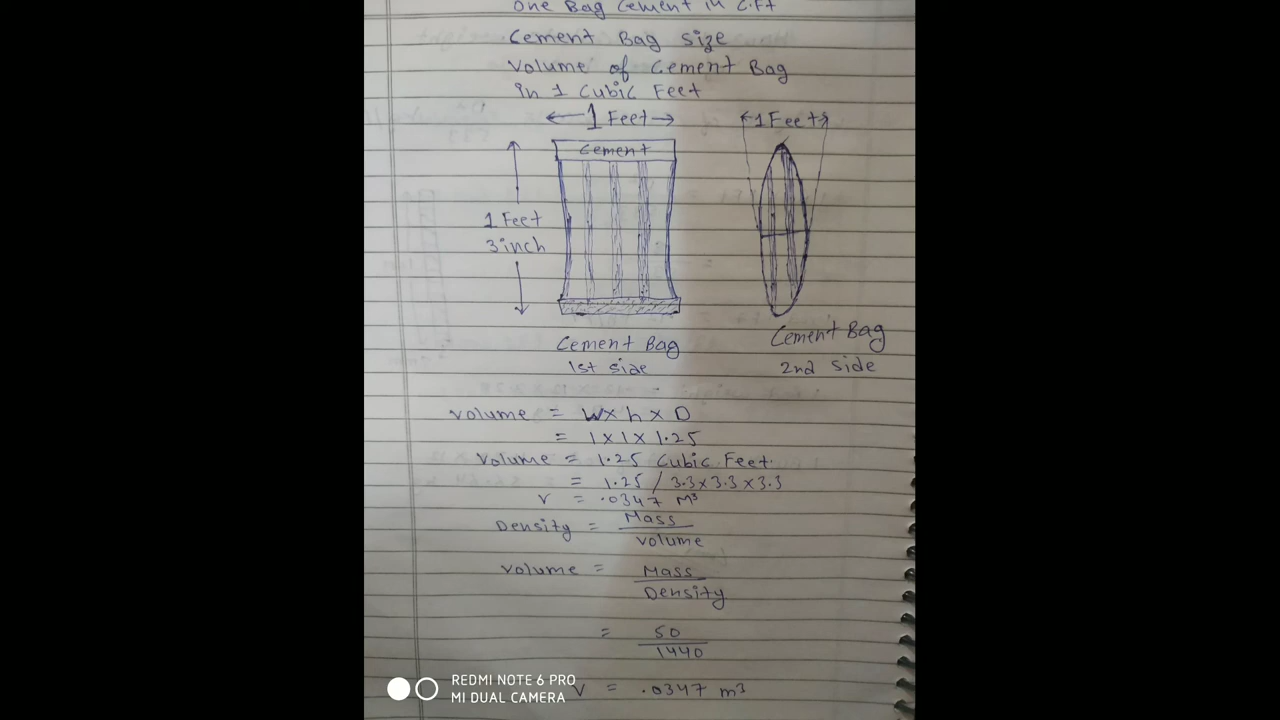 One Bag Cement in C.Ft
Cement Bag size
Volume of Cement Bag
in 1 Cubic Feet
1 Feet
1 Feet
Cement
1 Feet
3 inch
Cement Bag
1st side
Cement Bag
2nd side
Volume = W x h x D
= 1 x 1 x 1.25
Volume = 1.25 Cubic Feet.
= 1.25 / 3.3 x 3.3 x 3.3
V = .0347 m³
Density = Mass
Volume
Volume = Mass
Density
= 50
1440
V = .0347 m³
REDMI NOTE 6 PRO
MI DUAL CAMERA